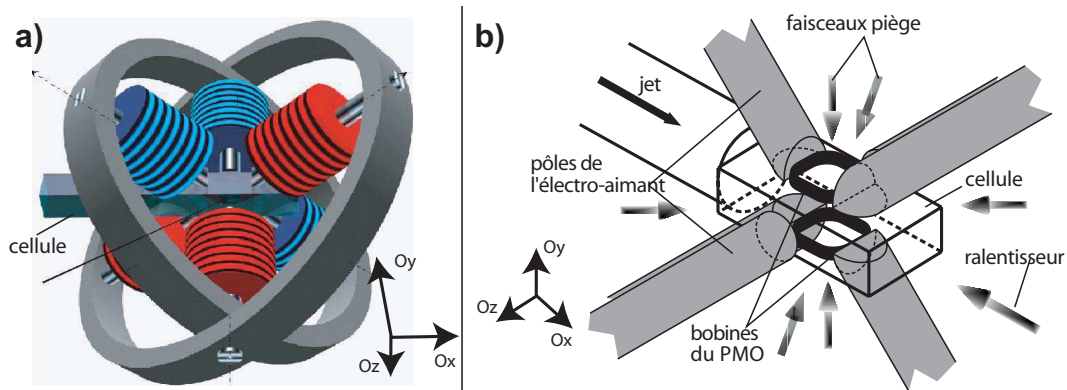 a)
cellule
Oy
Oz
Ox
b)
faisceaux piège
jet
pôles de
l'électro-aimant
cellule
Oy
Oz
Ox
ralentisseur
bobines
du PMO